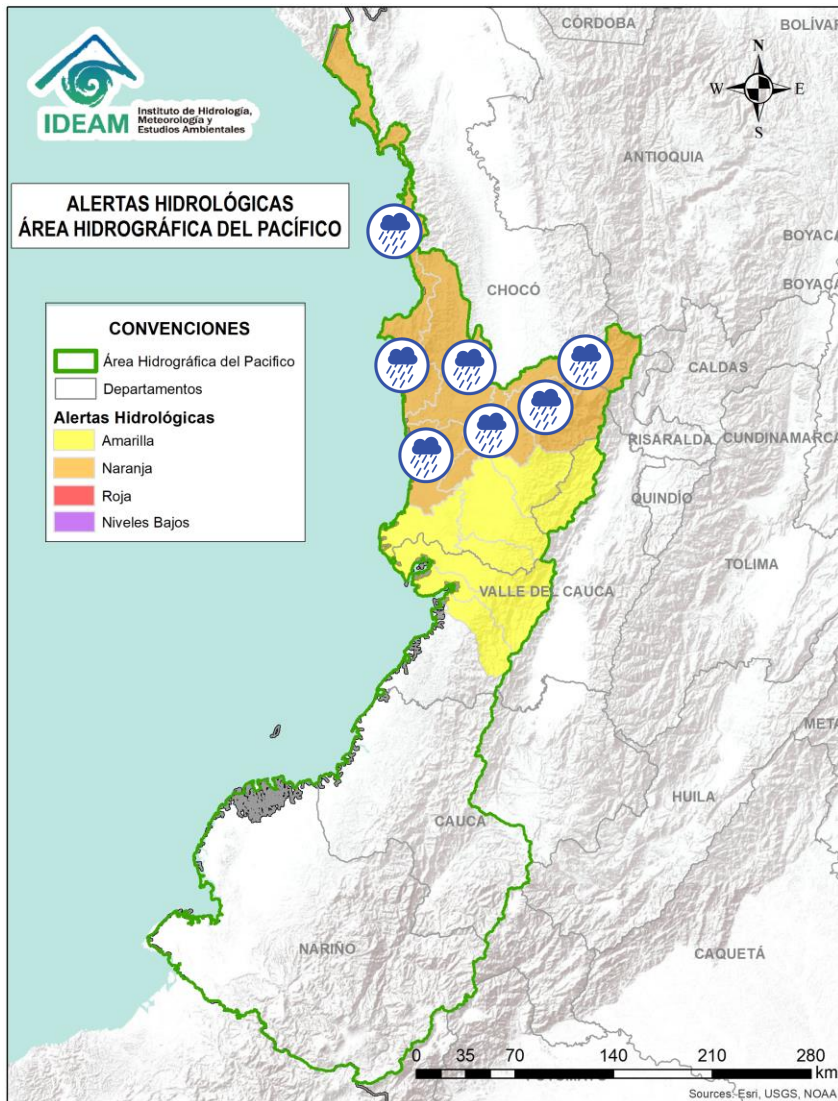 CÓRDOBA
BOLÍVAR
N
W
E
S
IDEAM
Instituto de Hidrología,
Meteorología y
Estudios Ambientales
ANTIOQUIA
ALERTAS HIDROLÓGICAS
ÁREA HIDROGRÁFICA DEL PACÍFICO
BOYACÁ
BOYACÁ
CHOCÓ
CONVENCIONES
Área Hidrográfica del Pacifico
Departamentos
Alertas Hidrológicas
Amarilla
Naranja
Roja
Niveles Bajos
CALDAS
RISARALDA
CUNDINAMARCA
QUINDÍO
TOLIMA
VALLE DEL CAUCA
META
HUILA
CAUCA
NARIÑO
CAQUETÁ
0 35 70 140 210 280
km
Sources: Esri, USGS, NOAA